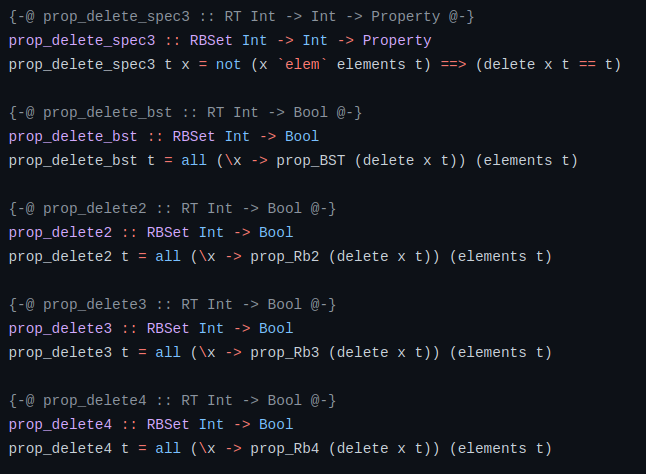 {-@ prop_delete_spec3 :: RT Int -> Int -> Property @-}
prop_delete_spec3 :: RBSet Int -> Int -> Property
prop_delete_spec3 t x = not (x `elem` elements t) ==> (delete x t == t)

{-@ prop_delete_bst :: RT Int -> Bool @-}
prop_delete_bst :: RBSet Int -> Bool
prop_delete_bst t = all (\x -> prop_BST (delete x t)) (elements t)

{-@ prop_delete2 :: RT Int -> Bool @-}
prop_delete2 :: RBSet Int -> Bool
prop_delete2 t = all (\x -> prop_Rb2 (delete x t)) (elements t)

{-@ prop_delete3 :: RT Int -> Bool @-}
prop_delete3 :: RBSet Int -> Bool
prop_delete3 t = all (\x -> prop_Rb3 (delete x t)) (elements t)

{-@ prop_delete4 :: RT Int -> Bool @-}
prop_delete4 :: RBSet Int -> Bool
prop_delete4 t = all (\x -> prop_Rb4 (delete x t)) (elements t)